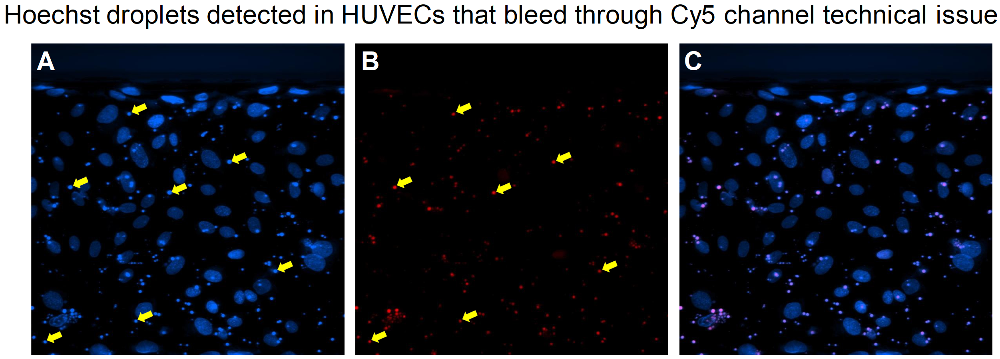 Hoechst droplets detected in HUVECs that bleed through Cy5 channel technical issue
A
B
C